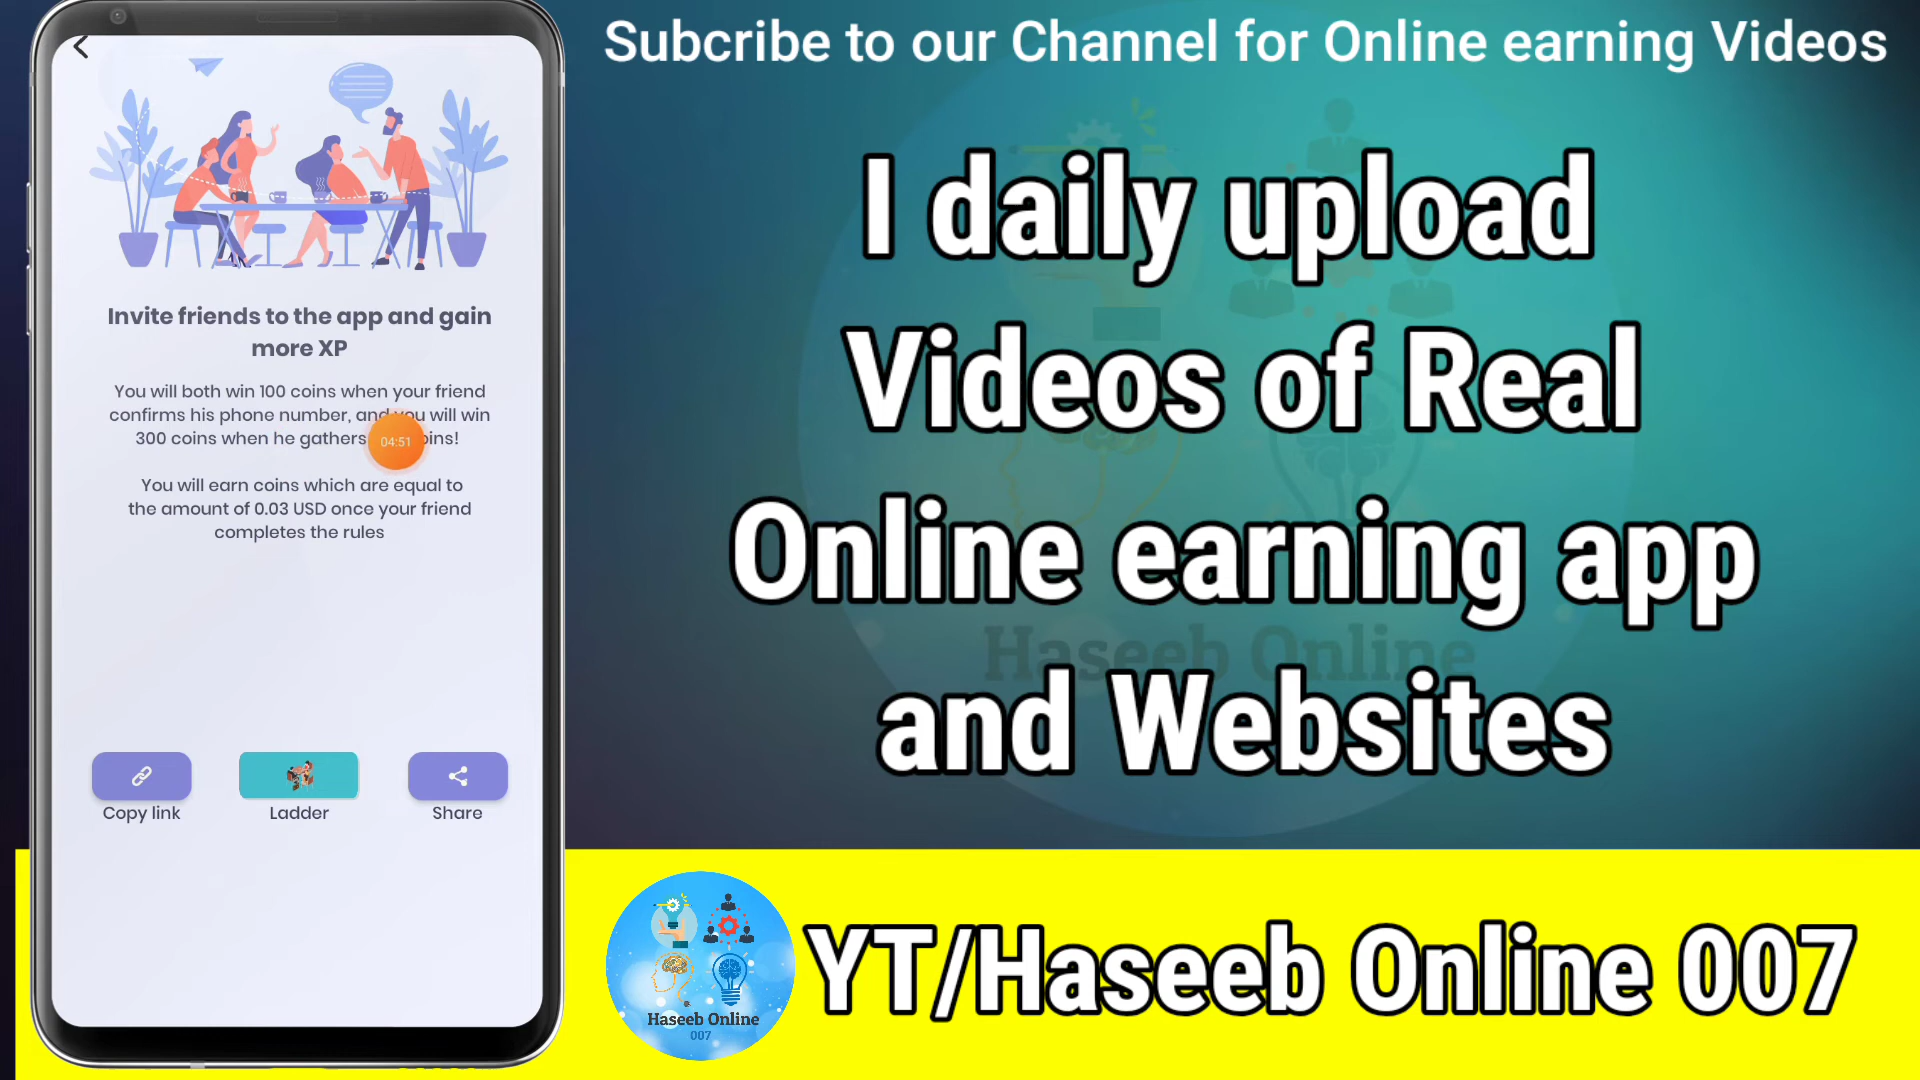 Subcribe to our Channel for Online earning Videos
I daily upload
Videos of Real
Online earning app
and Websites
Haseeb Online
Invite friends to the app and gain
more XP
You will both win 100 coins when your friend
confirms his phone number, and you will win
300 coins when he gathers
04:51
You will earn coins which are equal to
the amount of 0.03 USD once your friend
completes the rules
Copy link
Ladder
Share
Haseeb Online
007
YT/Haseeb Online 007